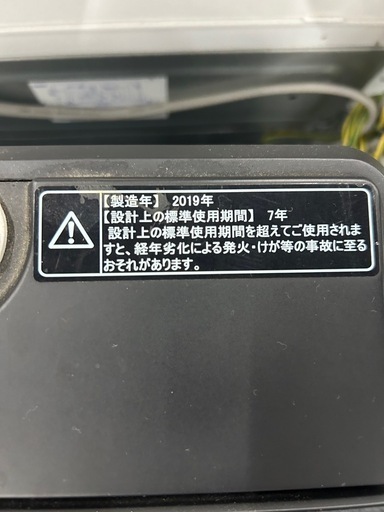 【製造年】 2019年
【設計上の標準使用期間】 7年
設計上の標準使用期間を超えてご使用されま
すと、経年劣化による発火・けが等の事故に至る
おそれがあります。